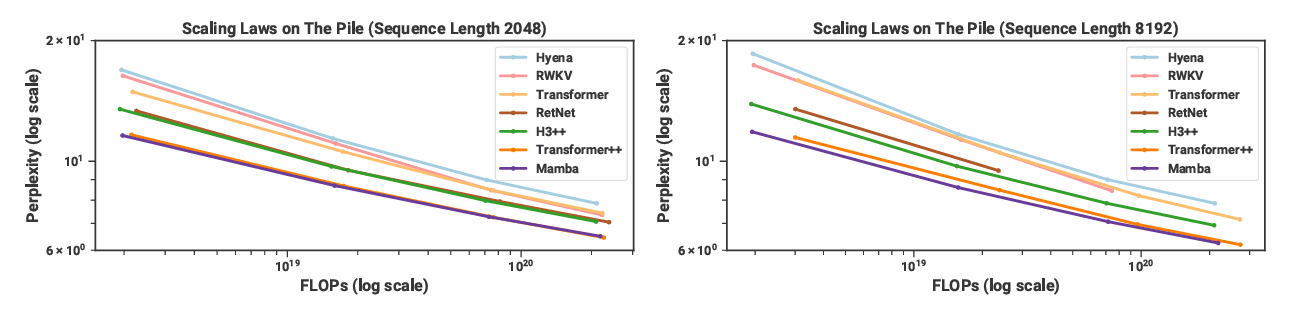 Scaling Laws on The Pile (Sequence Length 2048)
2 × 10¹
10¹
6 × 10⁰
Perplexity (log scale)
Hyena
RWKV
Transformer
RetNet
H3++
Transformer++
Mamba
10¹⁹
10²⁰
FLOPs (log scale)
Scaling Laws on The Pile (Sequence Length 8192)
2 × 10¹
10¹
6 × 10⁰
Perplexity (log scale)
Hyena
RWKV
Transformer
RetNet
H3++
Transformer++
Mamba
10¹⁹
10²⁰
FLOPs (log scale)